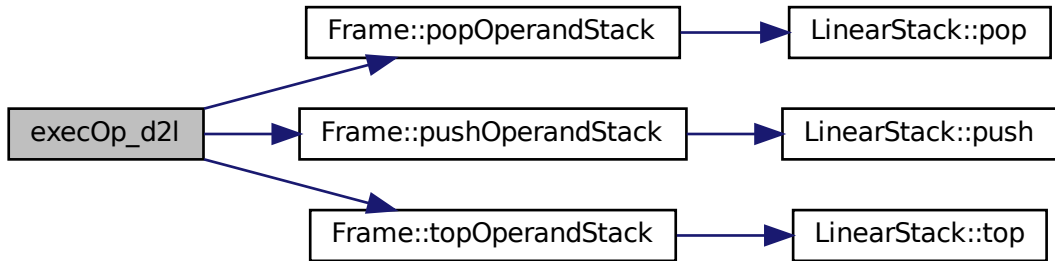 Frame::popOperandStack
LinearStack::pop
execOp_d2l
Frame::pushOperandStack
LinearStack::push
Frame::topOperandStack
LinearStack::top